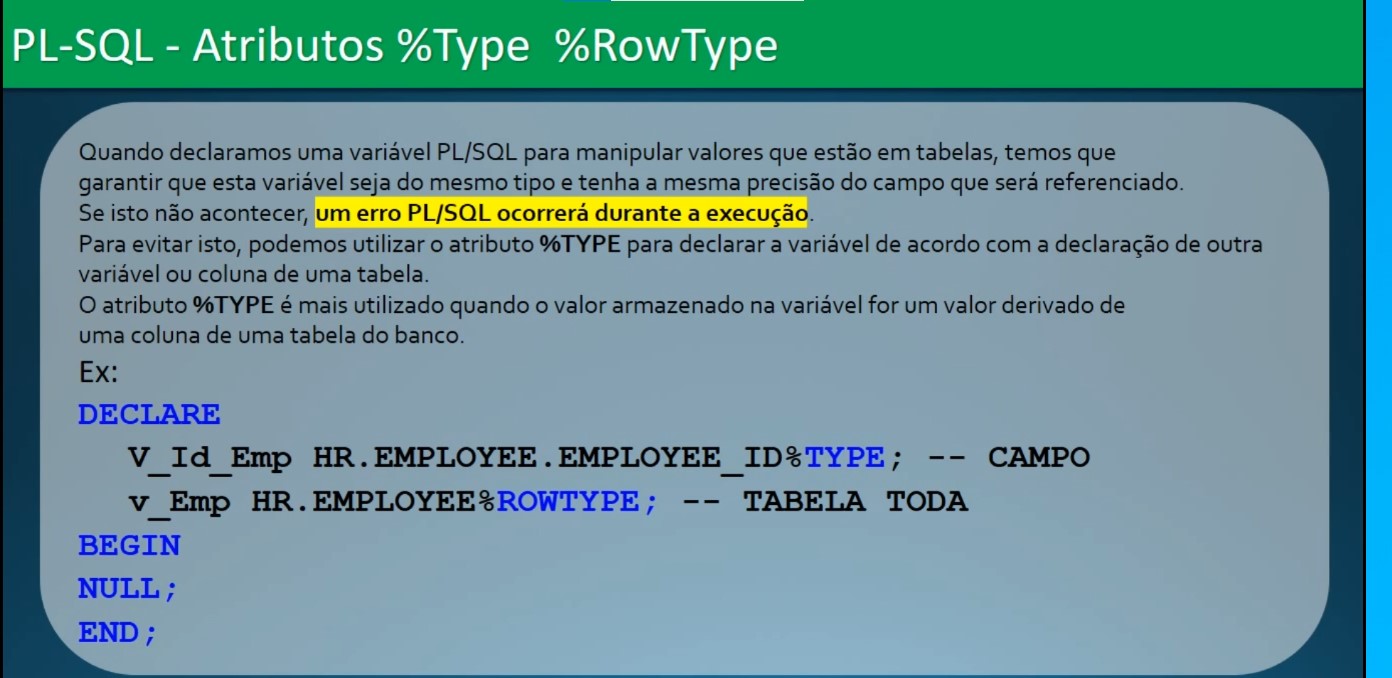 PL-SQL - Atributos %Type %RowType
Quando declaramos uma variável PL/SQL para manipular valores que estão em tabelas, temos que
garantir que esta variável seja do mesmo tipo e tenha a mesma precisão do campo que será referenciado.
Se isto não acontecer, um erro PL/SQL ocorrerá durante a execução.
Para evitar isto, podemos utilizar o atributo %TYPE para declarar a variável de acordo com a declaração de outra
variável ou coluna de uma tabela.
O atributo %TYPE é mais utilizado quando o valor armazenado na variável for um valor derivado de
uma coluna de uma tabela do banco.
Ex:
DECLARE
V_Id_Emp HR.EMPLOYEE.EMPLOYEE_ID%TYPE; -- CAMPO
v_Emp HR.EMPLOYEE%ROWTYPE; -- TABELA TODA
BEGIN
NULL;
END;